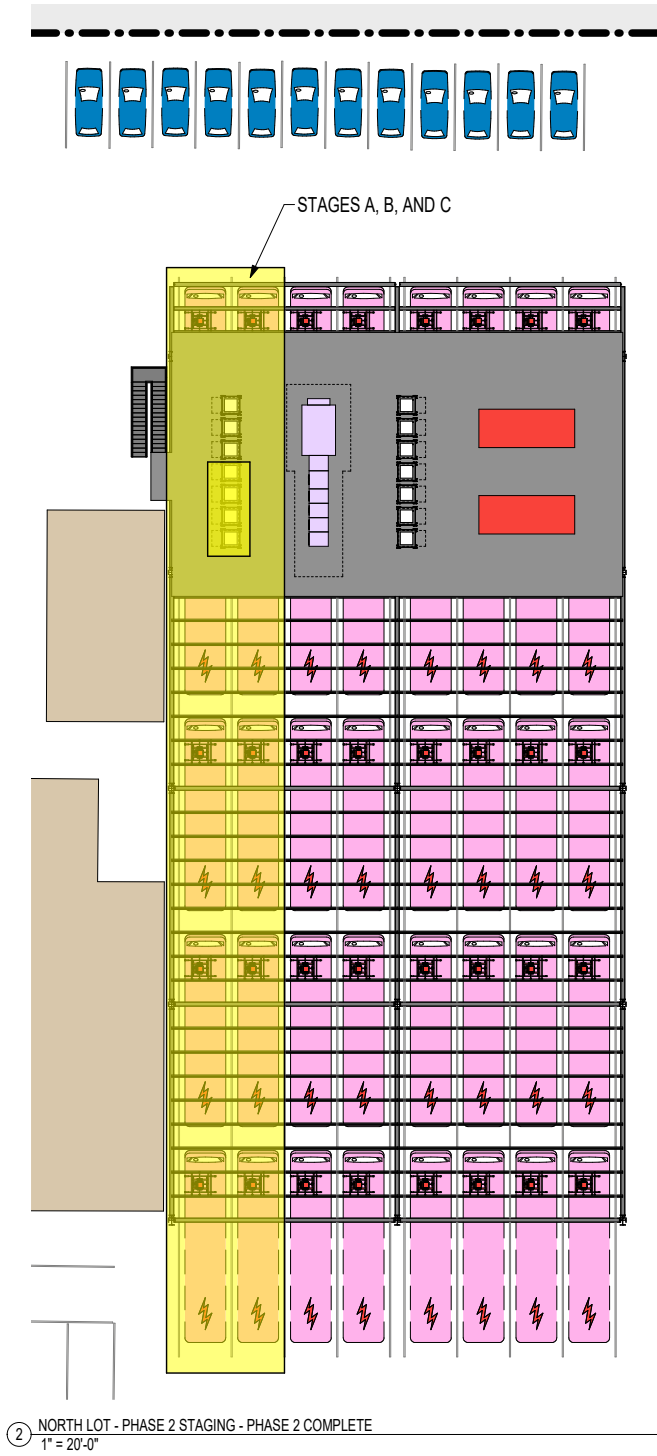 STAGES A, B, AND C
2 NORTH LOT - PHASE 2 STAGING - PHASE 2 COMPLETE
1" = 20'-0"